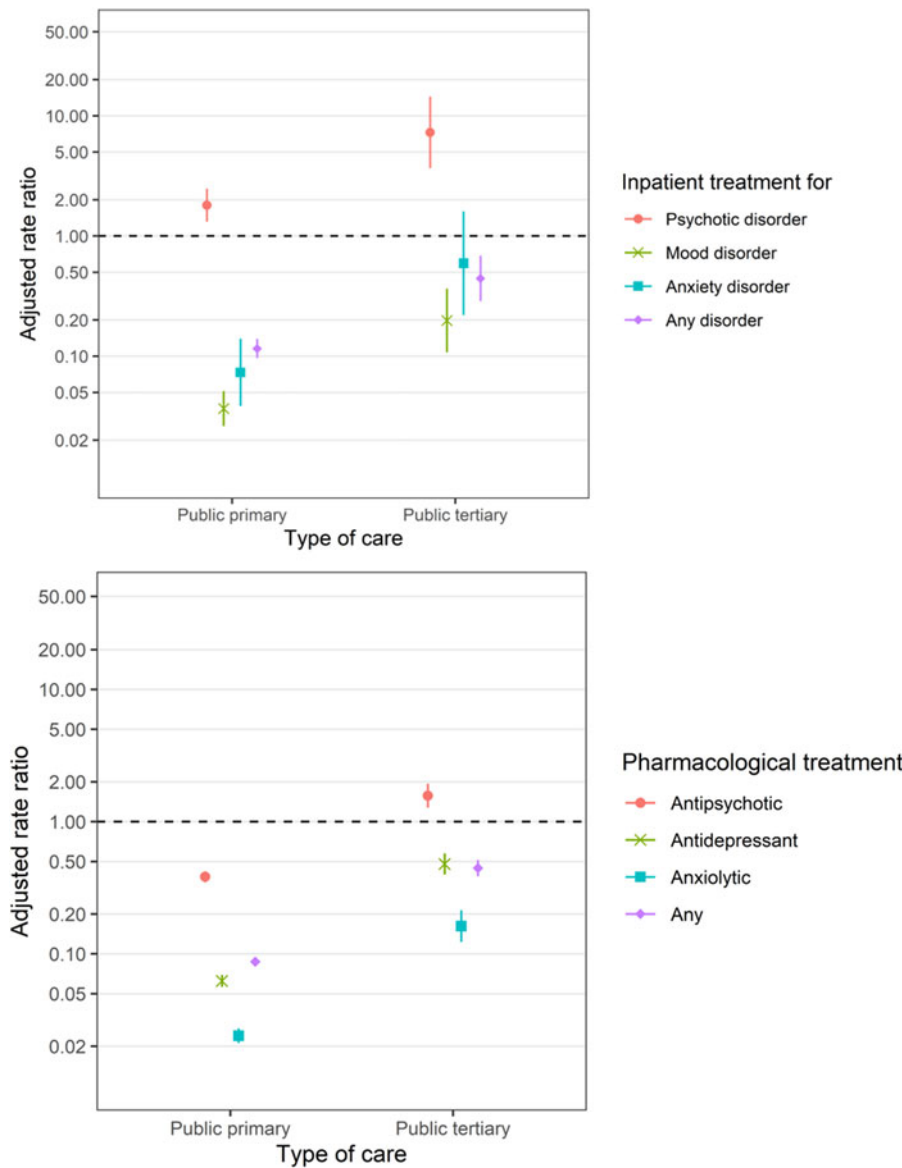 50.00
20.00
10.00
5.00
2.00
1.00
0.50
0.20
0.10
0.05
0.02
Adjusted rate ratio
Public primary
Public tertiary
Type of care
Inpatient treatment for
Psychotic disorder
Mood disorder
Anxiety disorder
Any disorder
50.00
20.00
10.00
5.00
2.00
1.00
0.50
0.20
0.10
0.05
0.02
Adjusted rate ratio
Public primary
Public tertiary
Type of care
Pharmacological treatment
Antipsychotic
Antidepressant
Anxiolytic
Any